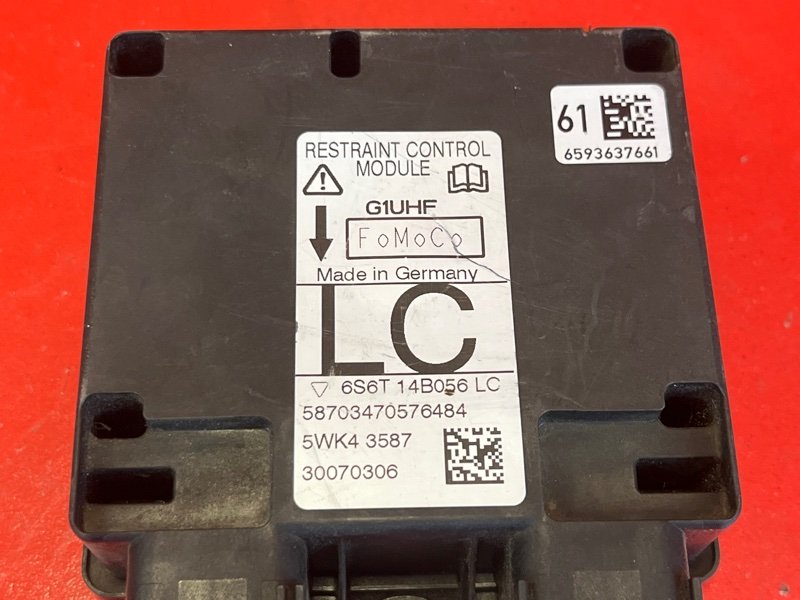 61
6593637661
RESTRAINT CONTROL
MODULE
G1UHF
FoMoCo
Made in Germany
LC
6S6T 14B056 LC
58703470576484
5WK4 3587
30070306